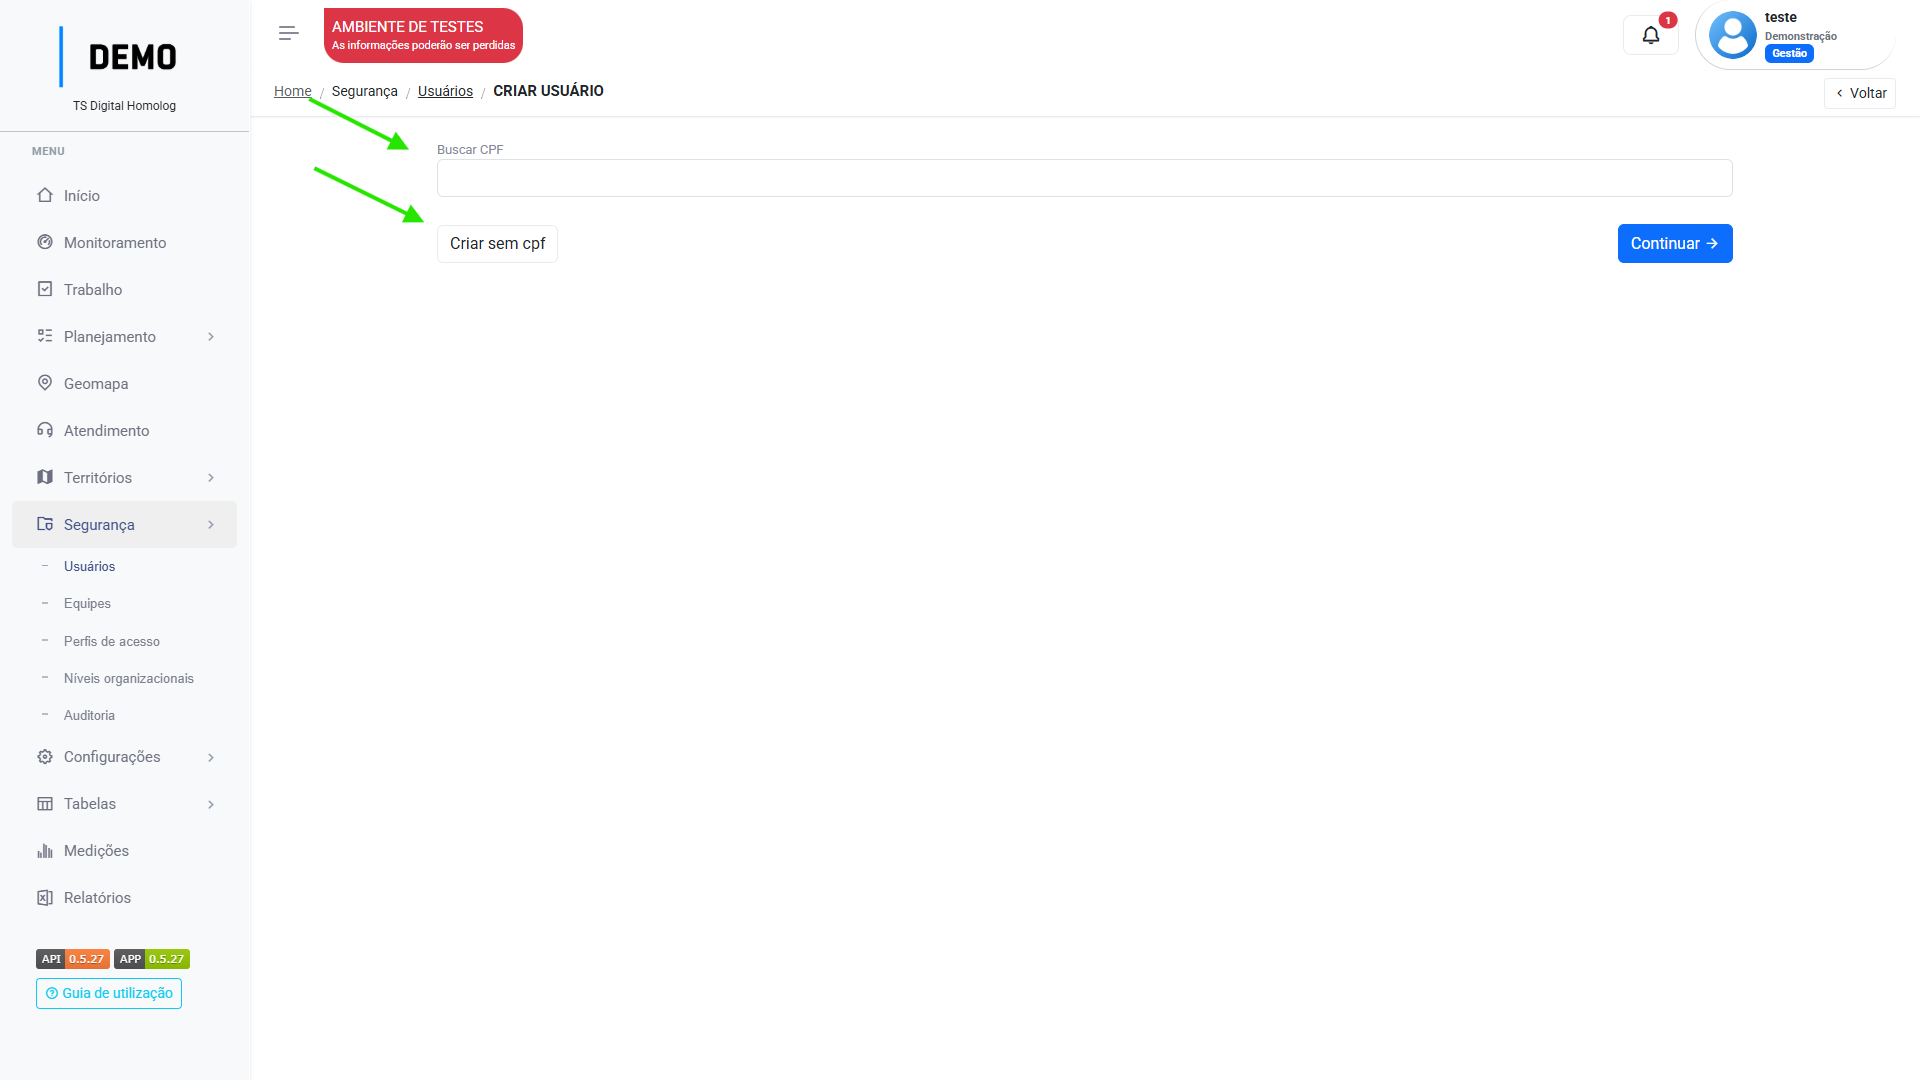 DEMO
TS Digital Homolog
MENU
Início
Monitoramento
Trabalho
Planejamento
Geomapa
Atendimento
Territórios
Segurança
Usuários
Equipes
Perfis de acesso
Níveis organizacionais
Auditoria
Configurações
Tabelas
Medições
Relatórios
API 0.5.27 APP 0.5.27
Guia de utilização
AMBIENTE DE TESTES
As informações poderão ser perdidas
1
teste
Demonstração
Gestão
Home / Segurança / Usuários / CRIAR USUÁRIO
Voltar
Buscar CPF
Criar sem cpf
Continuar